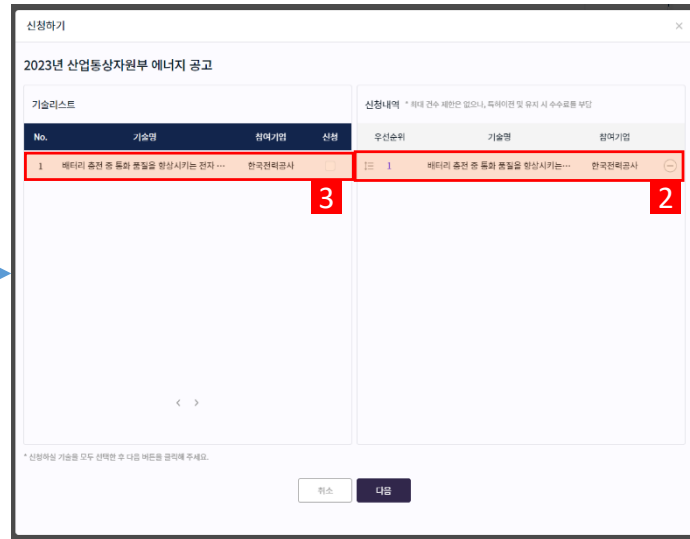 신청하기 ×
2023년 산업통상자원부 에너지 공고
기술리스트
No. 기술명 참여기업 신청
1 배터리 충전 중 통화 품질을 향상시키는 전자 … 한국전력공사
3
< >
신청내역 * 최대 건수 제한은 없으나, 특허이전 및 유지 시 수수료를 부담
우선순위 기술명 참여기업
1 배터리 충전 중 통화 품질을 향상시키는… 한국전력공사
2
* 신청하실 기술을 모두 선택한 후 다음 버튼을 클릭해 주세요.
취소 다음